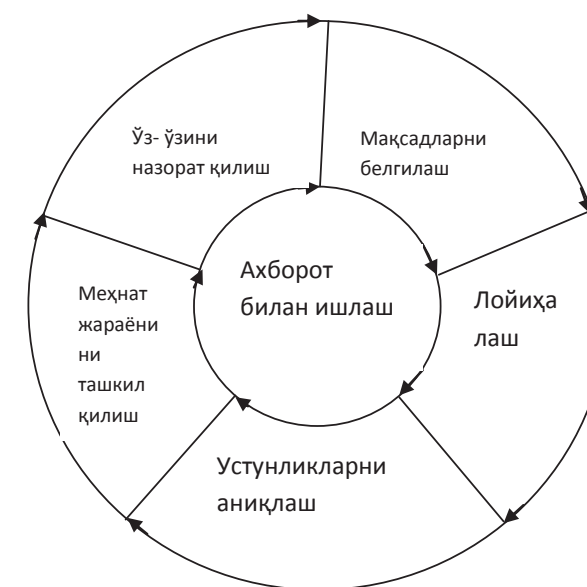 Ўз- ўзини
назорат қилиш
Мақсадларни
белгилаш
Ахборот
билан ишлаш
Лойиҳа
лаш
Меҳнат
жараёни
ни
ташкил
қилиш
Устунликларни
аниқлаш